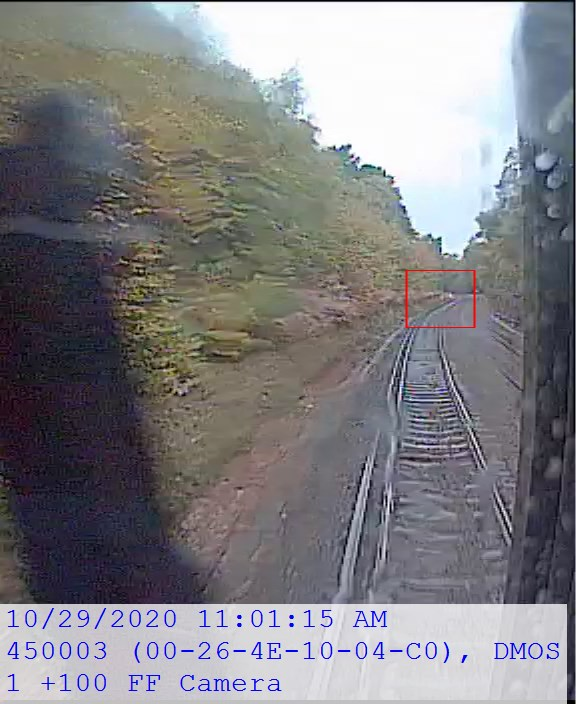 10/29/2020 11:01:15 AM
450003 (00-26-4E-10-04-C0), DMOS
1 +100 FF Camera